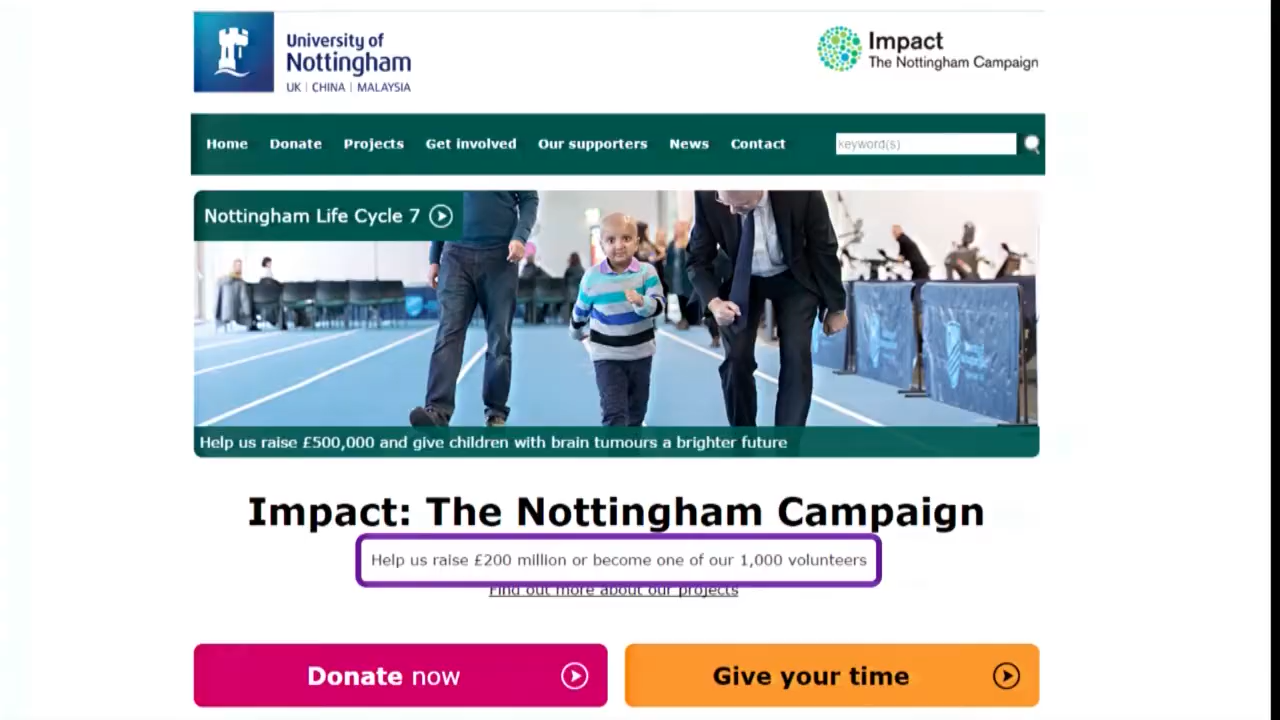 University of
Nottingham
UK | CHINA | MALAYSIA
Impact
The Nottingham Campaign
Home Donate Projects Get involved Our supporters News Contact
keyword(s)
Nottingham Life Cycle 7
Help us raise £500,000 and give children with brain tumours a brighter future
Impact: The Nottingham Campaign
Help us raise £200 million or become one of our 1,000 volunteers
Find out more about our projects
Donate now
Give your time